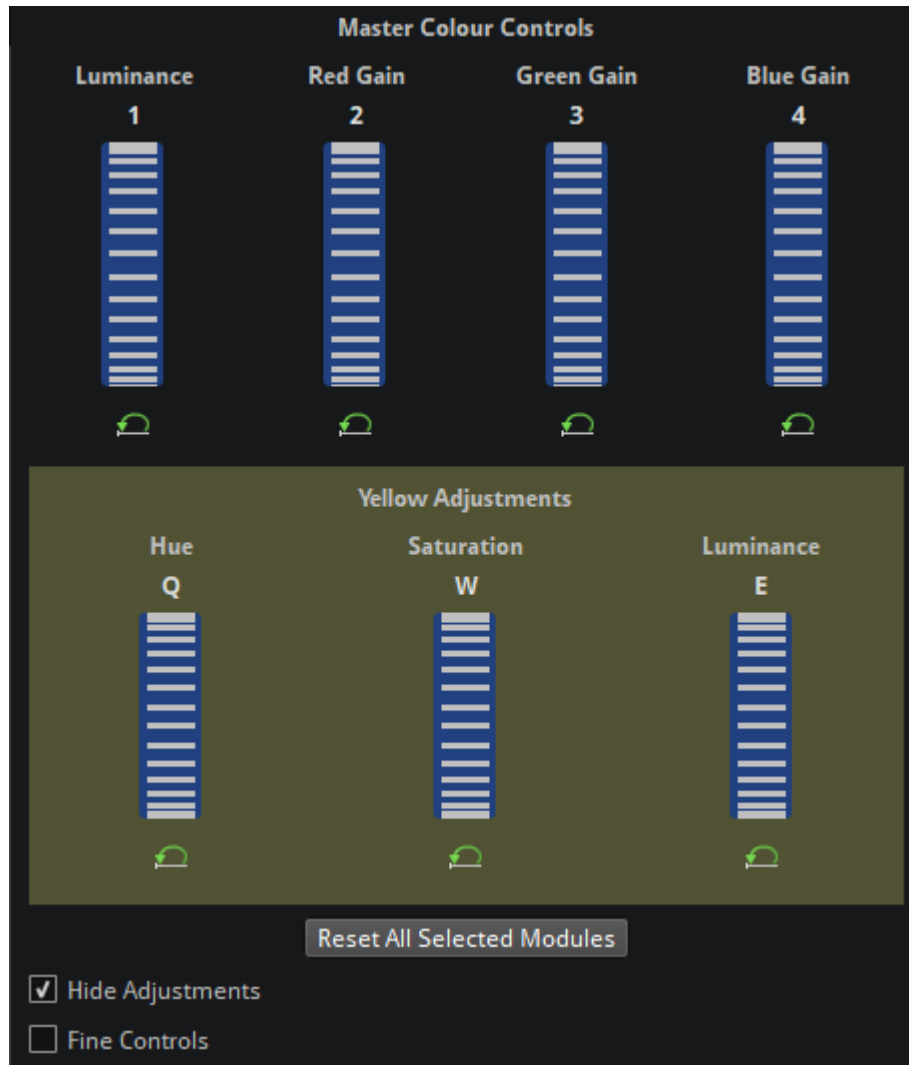 Master Colour Controls
Luminance Red Gain Green Gain Blue Gain
1 2 3 4
Yellow Adjustments
Hue Saturation Luminance
Q W E
Reset All Selected Modules
Hide Adjustments
Fine Controls